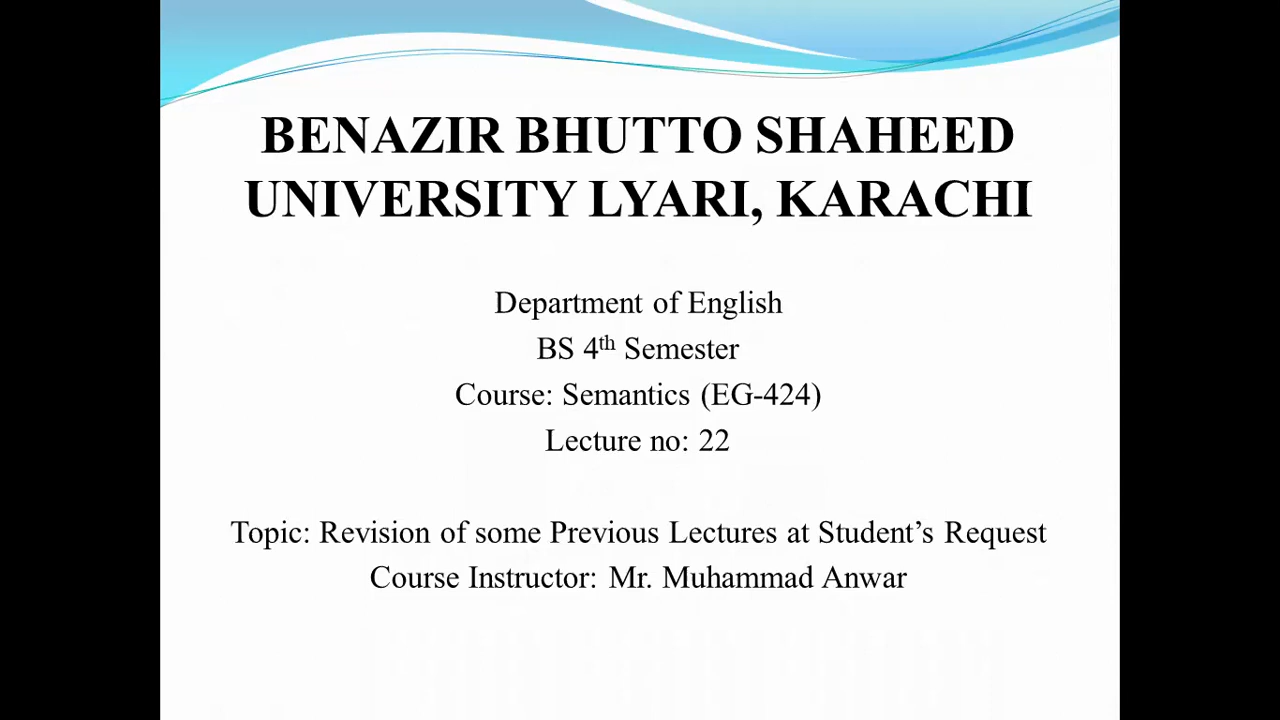 BENAZIR BHUTTO SHAHEED
UNIVERSITY LYARI, KARACHI
Department of English
BS 4th Semester
Course: Semantics (EG-424)
Lecture no: 22
Topic: Revision of some Previous Lectures at Student’s Request
Course Instructor: Mr. Muhammad Anwar